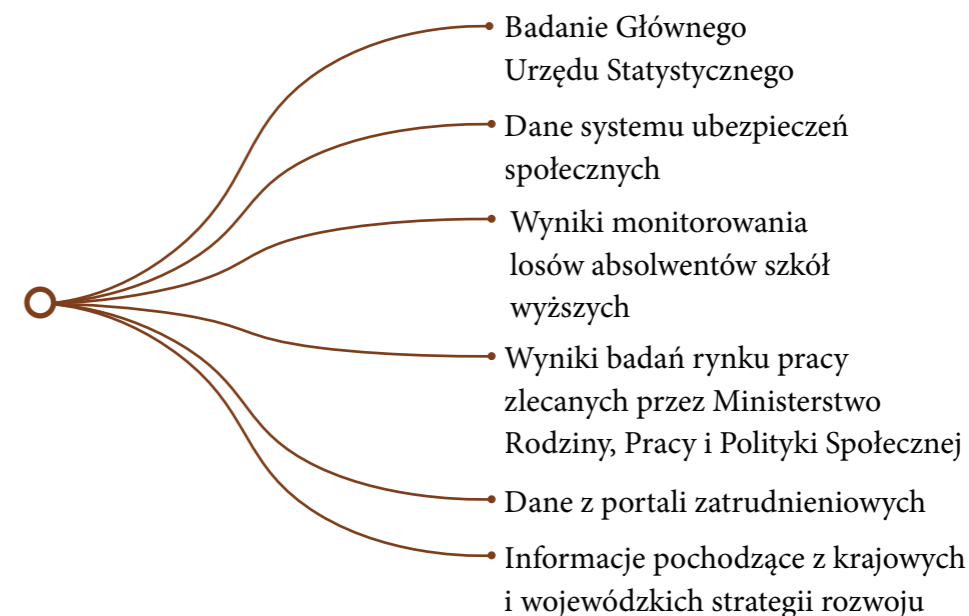 Badanie Głównego
Urzędu Statystycznego
Dane systemu ubezpieczeń
społecznych
Wyniki monitorowania
losów absolwentów szkół
wyższych
Wyniki badań rynku pracy
zlecanych przez Ministerstwo
Rodziny, Pracy i Polityki Społecznej
Dane z portali zatrudnieniowych
Informacje pochodzące z krajowych
i wojewódzkich strategii rozwoju